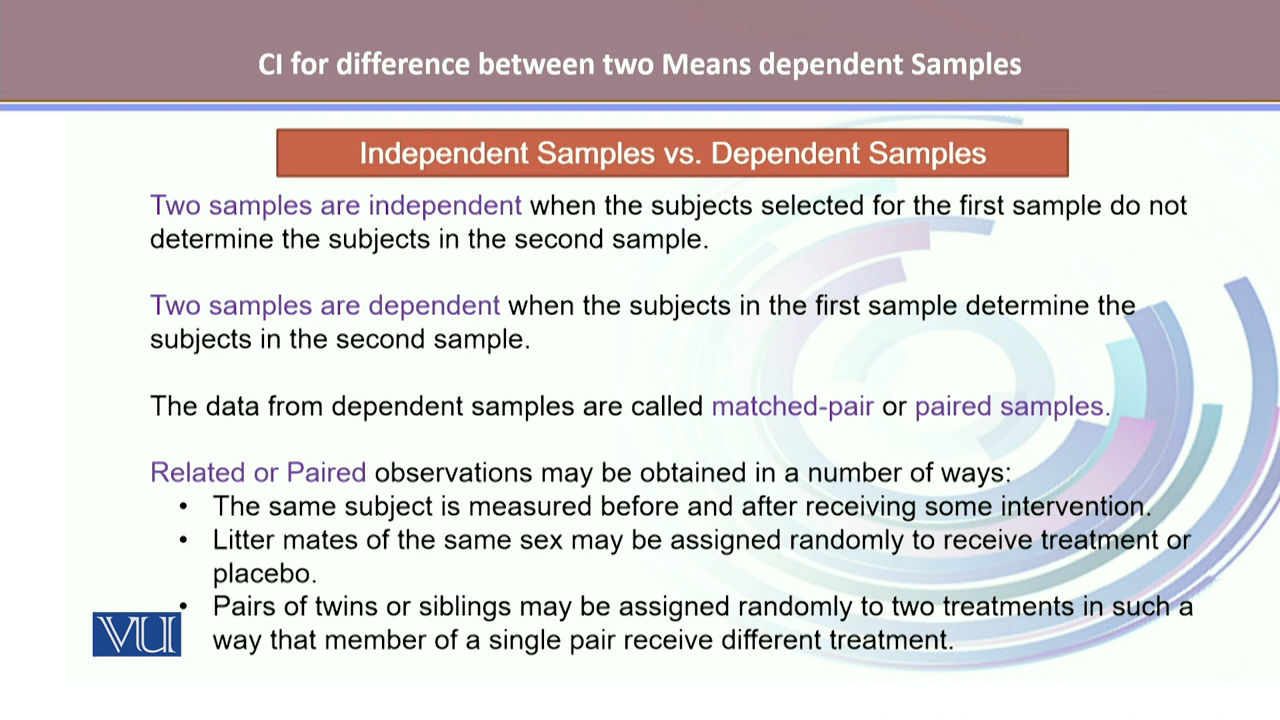 CI for difference between two Means dependent Samples
Independent Samples vs. Dependent Samples
Two samples are independent when the subjects selected for the first sample do not
determine the subjects in the second sample.
Two samples are dependent when the subjects in the first sample determine the
subjects in the second sample.
The data from dependent samples are called matched-pair or paired samples.
Related or Paired observations may be obtained in a number of ways:
• The same subject is measured before and after receiving some intervention.
• Litter mates of the same sex may be assigned randomly to receive treatment or
placebo.
• Pairs of twins or siblings may be assigned randomly to two treatments in such a
way that member of a single pair receive different treatment.
VU